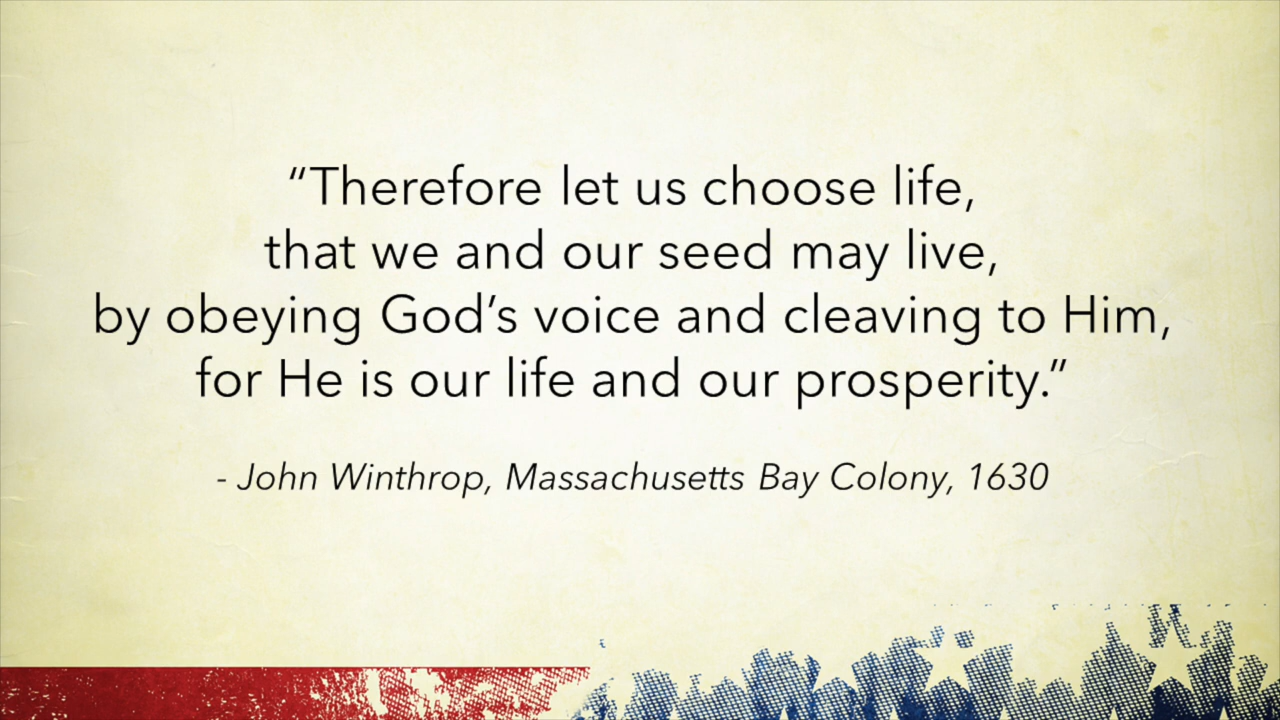 “Therefore let us choose life,
that we and our seed may live,
by obeying God’s voice and cleaving to Him,
for He is our life and our prosperity.”
- John Winthrop, Massachusetts Bay Colony, 1630